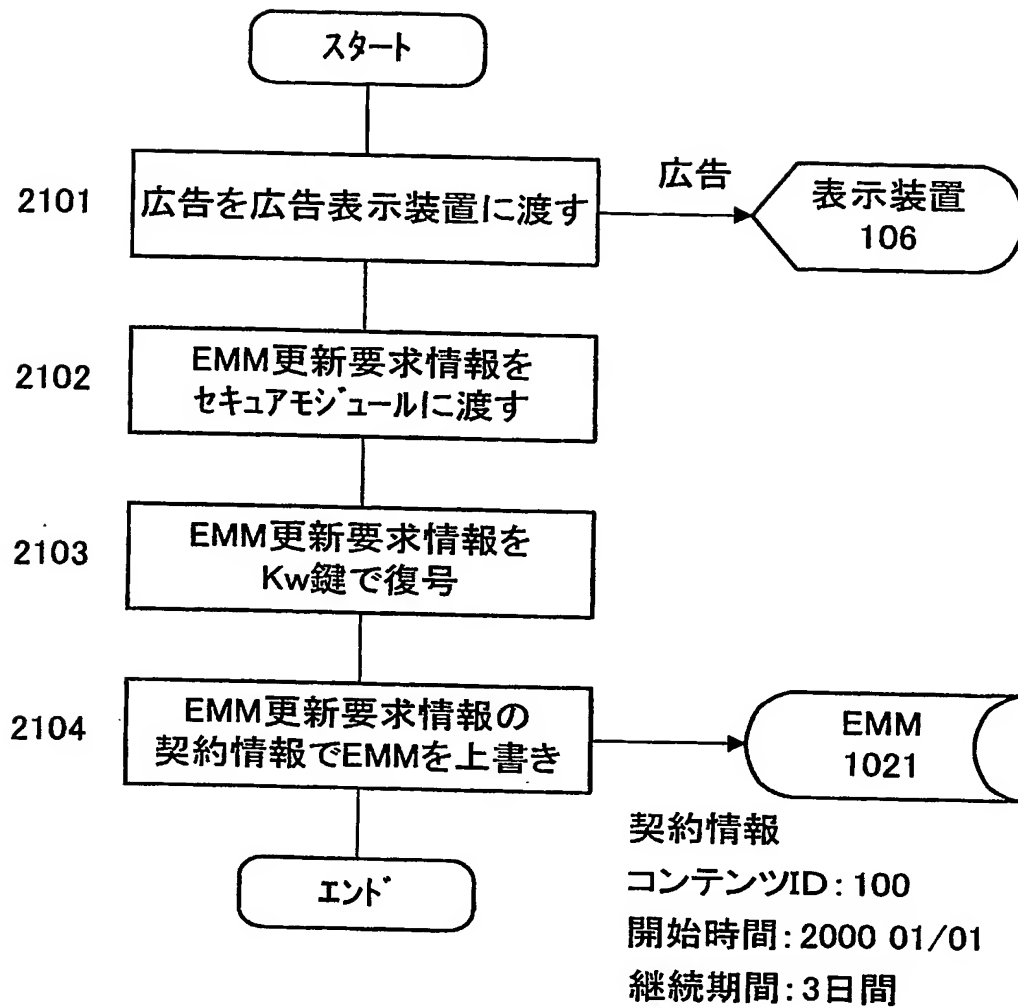 スタート
2101
広告を広告表示装置に渡す
広告
表示装置
106
2102
EMM更新要求情報を
セキュアモジュールに渡す
2103
EMM更新要求情報を
Kw鍵で復号
2104
EMM更新要求情報の
契約情報でEMMを上書き
EMM
1021
エンド
契約情報
コンテンツID:100
開始時間:2000 01/01
継続期間:3日間